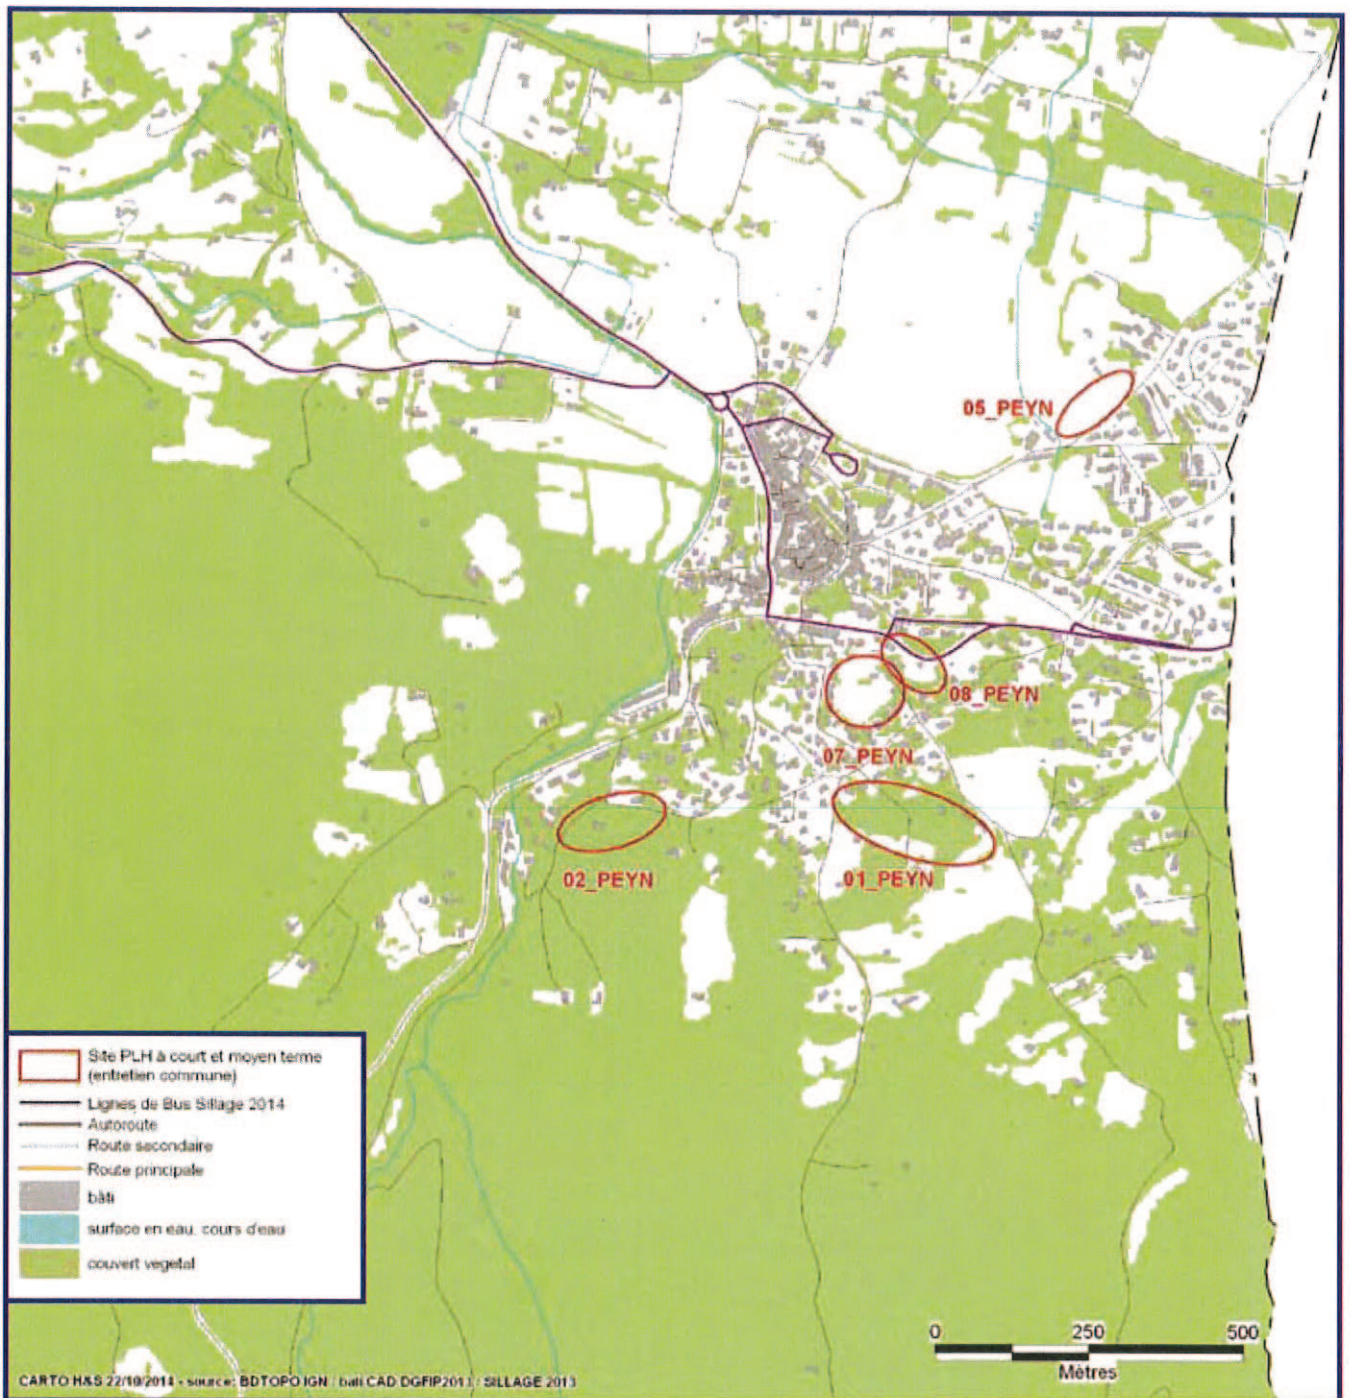 05_PEYN
08_PEYN
07_PEYN
02_PEYN
01_PEYN
Site PLH à court et moyen terme
(entretien commune)
Lignes de Bus Sillage 2014
Autoroute
Route secondaire
Route principale
bâti
surface en eau, cours d'eau
couvert vegetal
0 250 500
Mètres
CARTO H&S 22/10/2014 - source: BDTOPO IGN / bati CAD DGFIP2013 / SILLAGE 2013